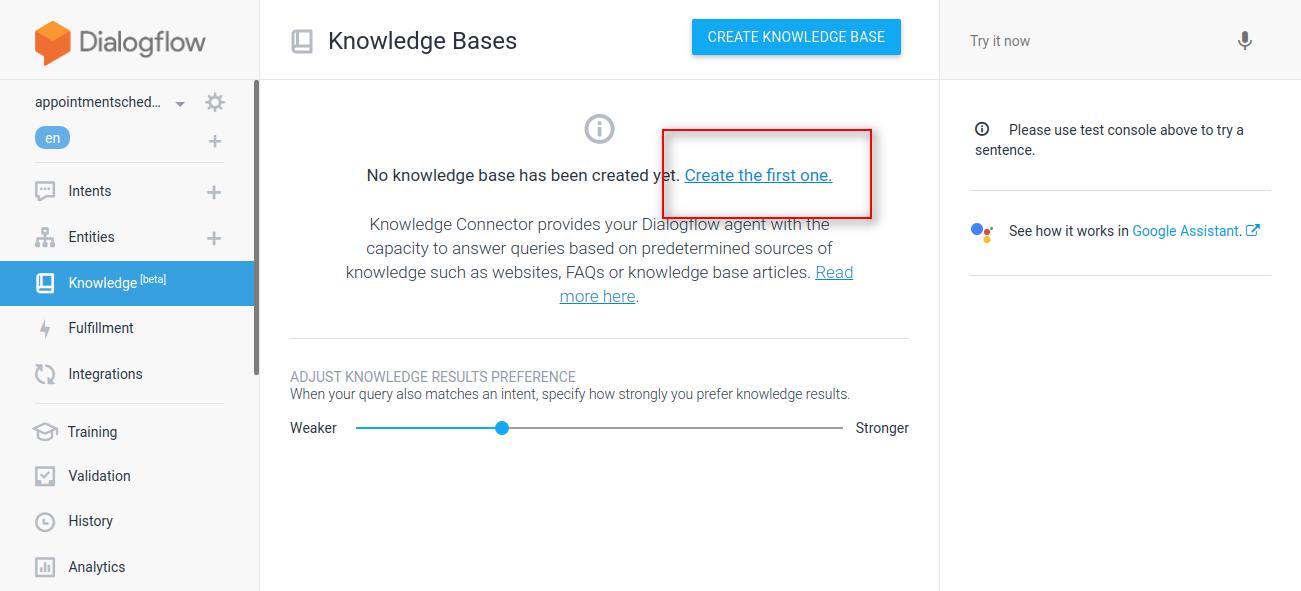 Dialogflow
appointmentsched...
en
Intents
Entities
Knowledge [beta]
Fulfillment
Integrations
Training
Validation
History
Analytics
Knowledge Bases
CREATE KNOWLEDGE BASE
No knowledge base has been created yet. Create the first one.
Knowledge Connector provides your Dialogflow agent with the
capacity to answer queries based on predetermined sources of
knowledge such as websites, FAQs or knowledge base articles. Read
more here.
ADJUST KNOWLEDGE RESULTS PREFERENCE
When your query also matches an intent, specify how strongly you prefer knowledge results.
Weaker
Stronger
Try it now
Please use test console above to try a
sentence.
See how it works in Google Assistant.